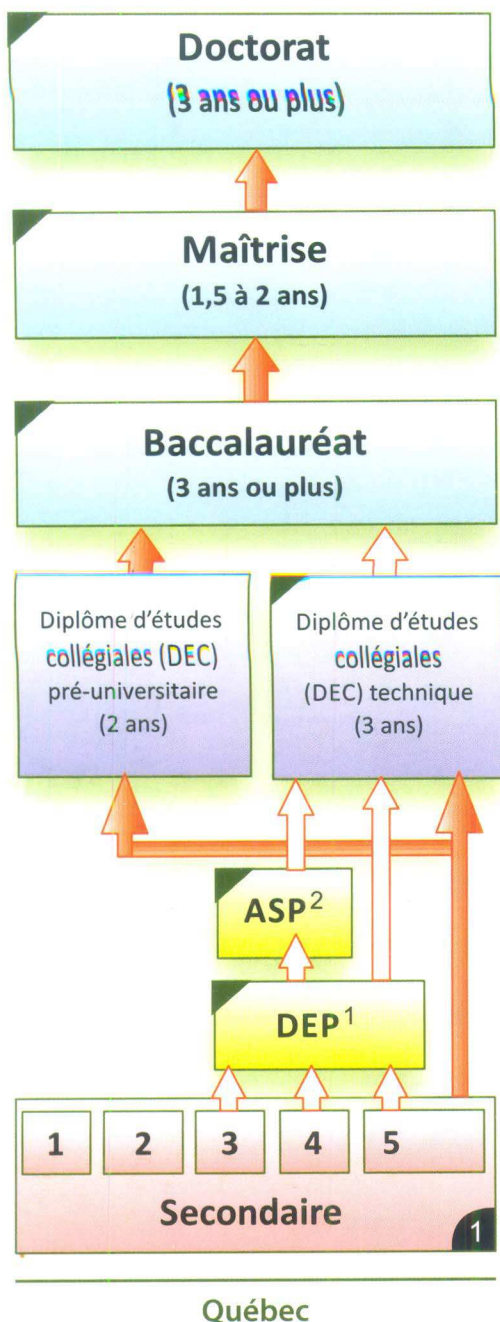 Doctorat
(3 ans ou plus)
Maîtrise
(1,5 à 2 ans)
Baccalauréat
(3 ans ou plus)
Diplôme d'études
collégiales (DEC)
pré-universitaire
(2 ans)
Diplôme d'études
collégiales
(DEC) technique
(3 ans)
ASP²
DEP¹
1 2 3 4 5
Secondaire
1
Québec